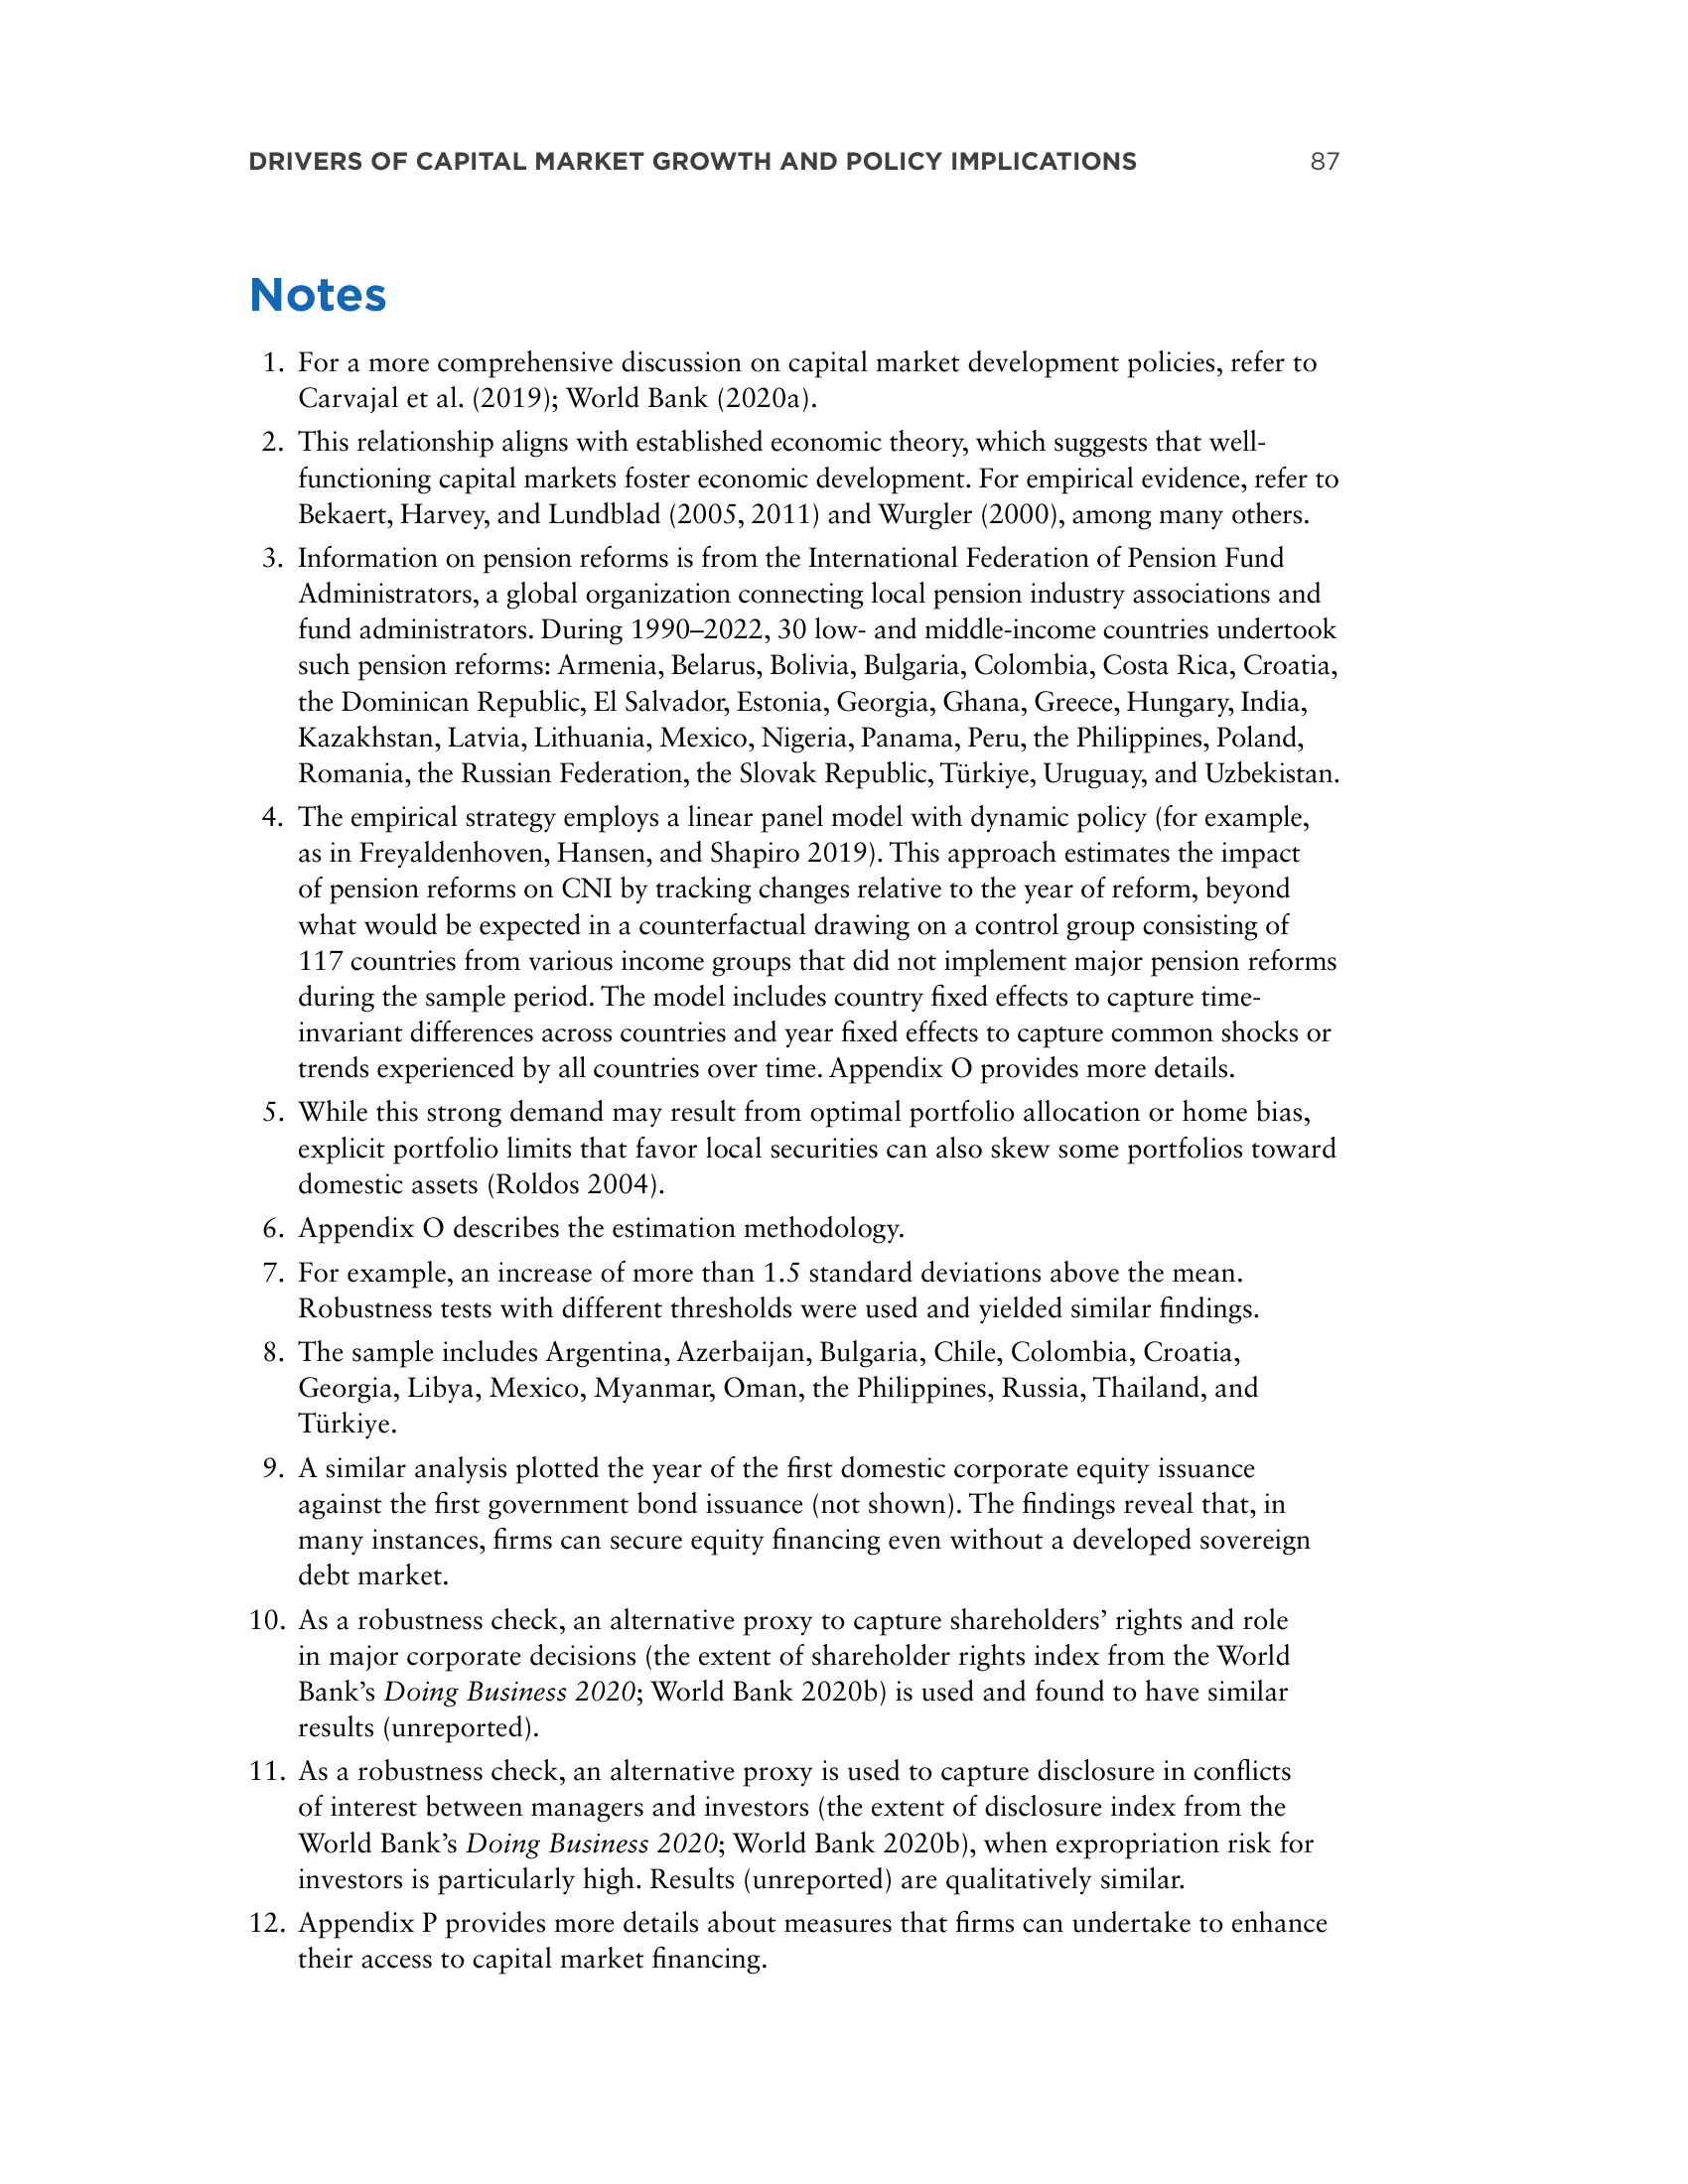 DRIVERS OF CAPITAL MARKET GROWTH AND POLICY IMPLICATIONS 87
Notes
1. For a more comprehensive discussion on capital market development policies, refer to
Carvajal et al. (2019); World Bank (2020a).
2. This relationship aligns with established economic theory, which suggests that well-
functioning capital markets foster economic development. For empirical evidence, refer to
Bekaert, Harvey, and Lundblad (2005, 2011) and Wurgler (2000), among many others.
3. Information on pension reforms is from the International Federation of Pension Fund
Administrators, a global organization connecting local pension industry associations and
fund administrators. During 1990–2022, 30 low- and middle-income countries undertook
such pension reforms: Armenia, Belarus, Bolivia, Bulgaria, Colombia, Costa Rica, Croatia,
the Dominican Republic, El Salvador, Estonia, Georgia, Ghana, Greece, Hungary, India,
Kazakhstan, Latvia, Lithuania, Mexico, Nigeria, Panama, Peru, the Philippines, Poland,
Romania, the Russian Federation, the Slovak Republic, Türkiye, Uruguay, and Uzbekistan.
4. The empirical strategy employs a linear panel model with dynamic policy (for example,
as in Freyaldenhoven, Hansen, and Shapiro 2019). This approach estimates the impact
of pension reforms on CNI by tracking changes relative to the year of reform, beyond
what would be expected in a counterfactual drawing on a control group consisting of
117 countries from various income groups that did not implement major pension reforms
during the sample period. The model includes country fixed effects to capture time-
invariant differences across countries and year fixed effects to capture common shocks or
trends experienced by all countries over time. Appendix O provides more details.
5. While this strong demand may result from optimal portfolio allocation or home bias,
explicit portfolio limits that favor local securities can also skew some portfolios toward
domestic assets (Roldos 2004).
6. Appendix O describes the estimation methodology.
7. For example, an increase of more than 1.5 standard deviations above the mean.
Robustness tests with different thresholds were used and yielded similar findings.
8. The sample includes Argentina, Azerbaijan, Bulgaria, Chile, Colombia, Croatia,
Georgia, Libya, Mexico, Myanmar, Oman, the Philippines, Russia, Thailand, and
Türkiye.
9. A similar analysis plotted the year of the first domestic corporate equity issuance
against the first government bond issuance (not shown). The findings reveal that, in
many instances, firms can secure equity financing even without a developed sovereign
debt market.
10. As a robustness check, an alternative proxy to capture shareholders’ rights and role
in major corporate decisions (the extent of shareholder rights index from the World
Bank’s Doing Business 2020; World Bank 2020b) is used and found to have similar
results (unreported).
11. As a robustness check, an alternative proxy is used to capture disclosure in conflicts
of interest between managers and investors (the extent of disclosure index from the
World Bank’s Doing Business 2020; World Bank 2020b), when expropriation risk for
investors is particularly high. Results (unreported) are qualitatively similar.
12. Appendix P provides more details about measures that firms can undertake to enhance
their access to capital market financing.